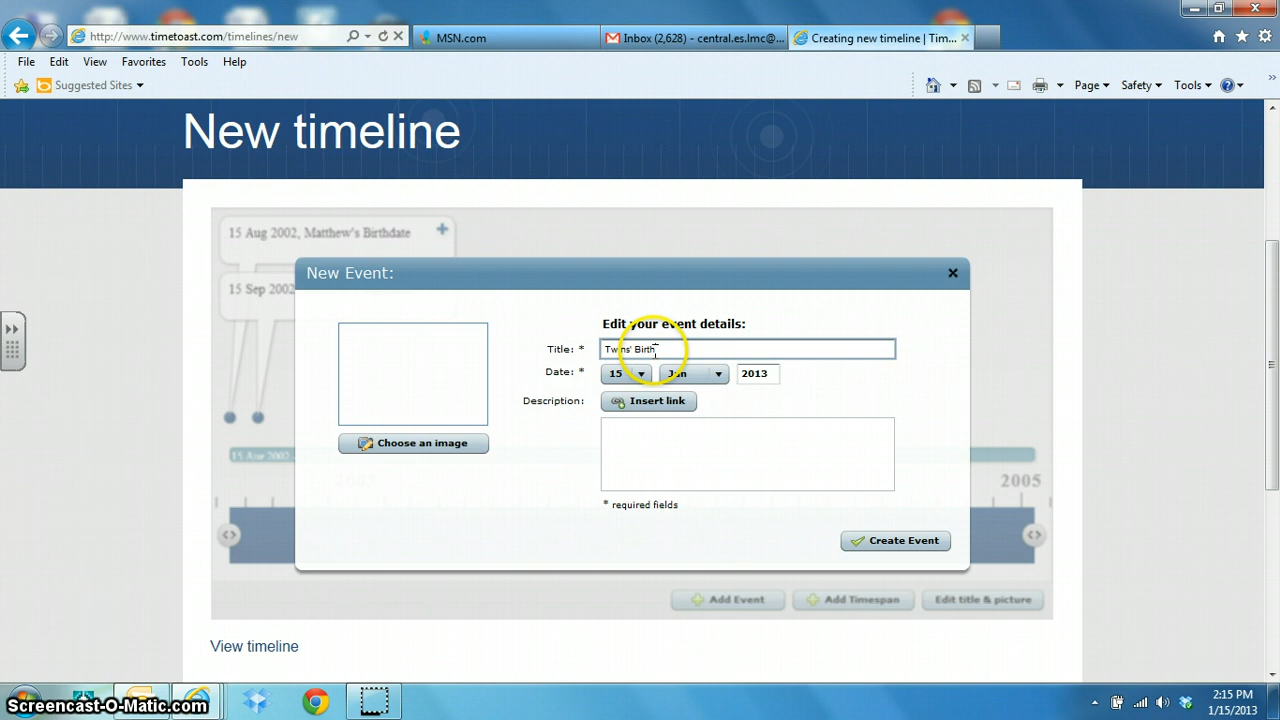 http://www.timetoast.com/timelines/new
MSN.com
Inbox (2,628) - central.es.lmc@...
Creating new timeline | Tim...
File Edit View Favorites Tools Help
Suggested Sites
Page Safety Tools
New timeline
15 Aug 2002, Matthew's Birthdate
15 Sep 2002
New Event:
Edit your event details:
Title: * Twins' Birth
Date: * 15 Jan 2013
Description: Insert link
Choose an image
15 Aug 2002
2005
* required fields
Create Event
Add Event Add Timespan Edit title & picture
View timeline
Screencast-O-Matic.com
2:15 PM
1/15/2013